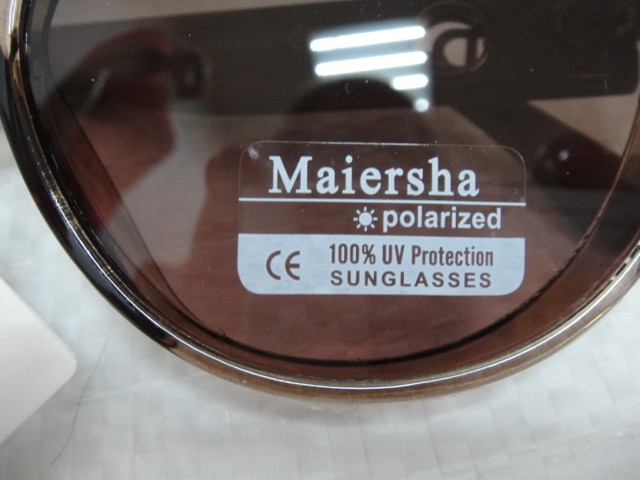 Maiersha
polarized
CE 100% UV Protection
SUNGLASSES